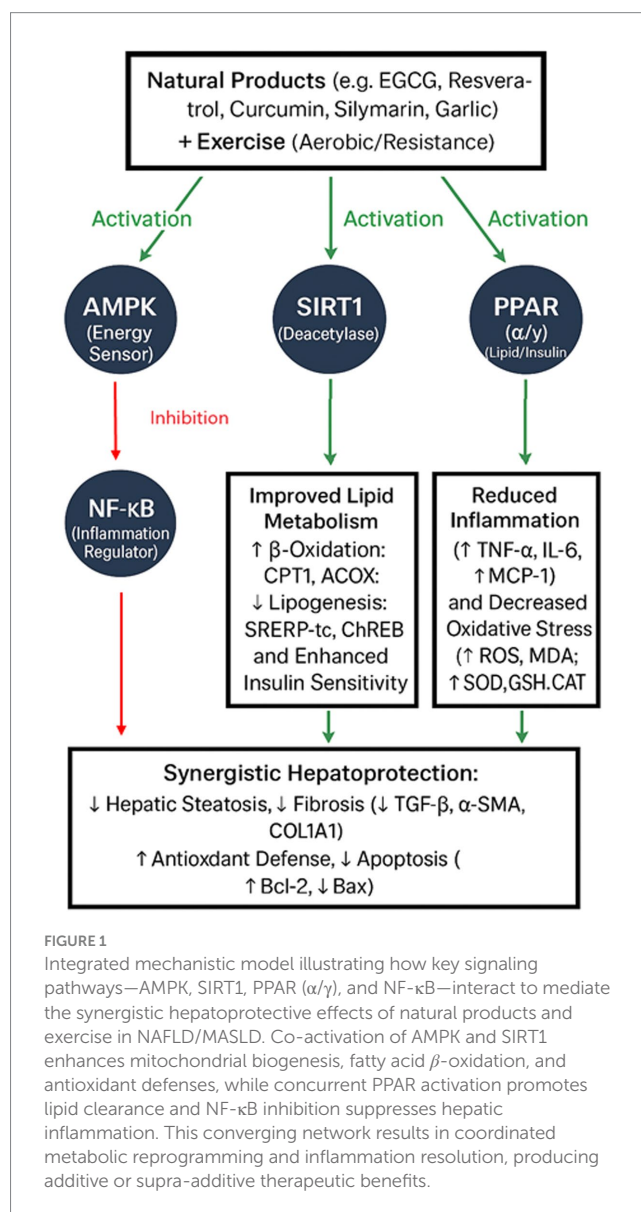 Natural Products (e.g. EGCG, Resvera-
trol, Curcumin, Silymarin, Garlic)
+ Exercise (Aerobic/Resistance)
Activation
Activation
Activation
AMPK
(Energy
Sensor)
SIRT1
(Deacetylase)
PPAR
(α/y)
(Lipid/Insulin
Inhibition
NF-κB
(Inflammation
Regulator)
Improved Lipid
Metabolism
↑ β-Oxidation:
CPT1, ACOX:
↓ Lipogenesis:
SRERP-tc, ChREB
and Enhanced
Insulin Sensitivity
Reduced
Inflammation
(↑ TNF-α, IL-6,
↑ MCP-1)
and Decreased
Oxidative Stress
(↑ ROS, MDA;
↑ SOD,GSH.CAT
Synergistic Hepatoprotection:
↓ Hepatic Steatosis, ↓ Fibrosis (↓ TGF-β, α-SMA,
COL1A1)
↑ Antioxdant Defense, ↓ Apoptosis (
↑ Bcl-2, ↓ Bax)
FIGURE 1
Integrated mechanistic model illustrating how key signaling
pathways—AMPK, SIRT1, PPAR (α/γ), and NF-κB—interact to mediate
the synergistic hepatoprotective effects of natural products and
exercise in NAFLD/MASLD. Co-activation of AMPK and SIRT1
enhances mitochondrial biogenesis, fatty acid β-oxidation, and
antioxidant defenses, while concurrent PPAR activation promotes
lipid clearance and NF-κB inhibition suppresses hepatic
inflammation. This converging network results in coordinated
metabolic reprogramming and inflammation resolution, producing
additive or supra-additive therapeutic benefits.